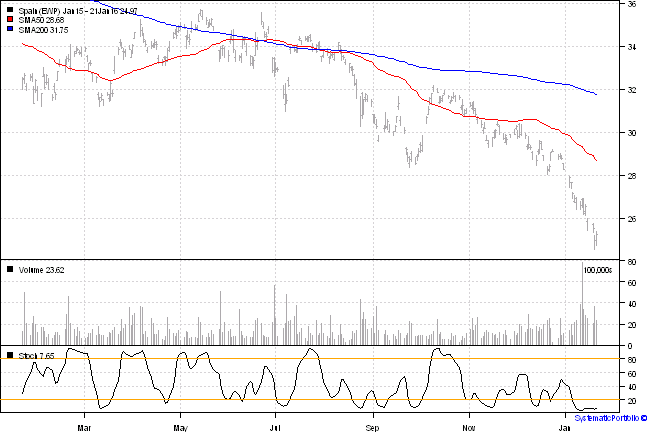 Spain (EWP) Jan15 - 21Jan16 24.97
SMA50 28.68
SMA200 31.75
36
34
32
30
28
26
Volume 23.62
100,000s
80
60
40
20
0
Stoch 7.65
80
60
40
20
Mar May Jul Sep Nov Jan
SystematicPortfolio ©